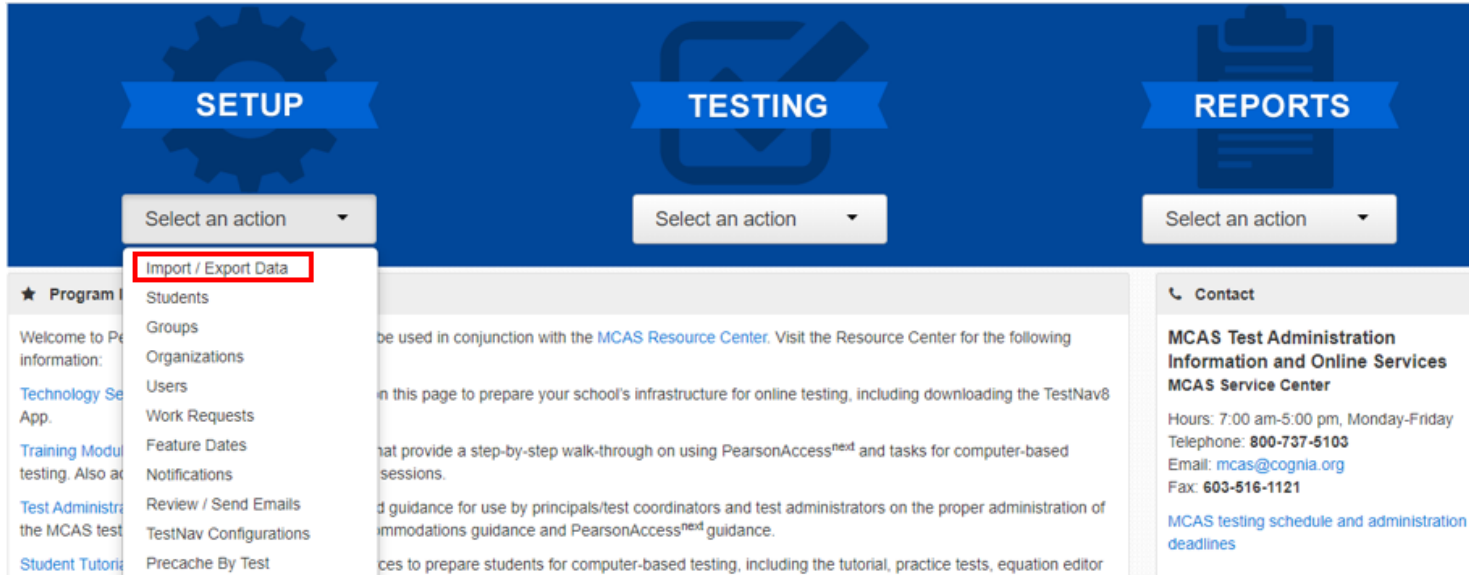 SETUP
TESTING
REPORTS
Select an action
Select an action
Select an action
Import / Export Data
Students
Groups
Organizations
Users
Work Requests
Feature Dates
Notifications
Review / Send Emails
TestNav Configurations
Precache By Test
Program
Welcome to
be used in conjunction with the MCAS Resource Center. Visit the Resource Center for the following
information:
Technology
n this page to prepare your school's infrastructure for online testing, including downloading the TestNav8
App.
Training
hat provide a step-by-step walk-through on using PearsonAccessnext and tasks for computer-based
testing. Also
sessions.
Test
d guidance for use by principals/test coordinators and test administrators on the proper administration of
the MCAS test
mmodations guidance and PearsonAccessnext guidance.
Student
ces to prepare students for computer-based testing, including the tutorial, practice tests, equation editor
Contact
MCAS Test Administration
Information and Online Services
MCAS Service Center
Hours: 7:00 am-5:00 pm, Monday-Friday
Telephone: 800-737-5103
Email: mcas@cognia.org
Fax: 603-516-1121
MCAS testing schedule and administration
deadlines